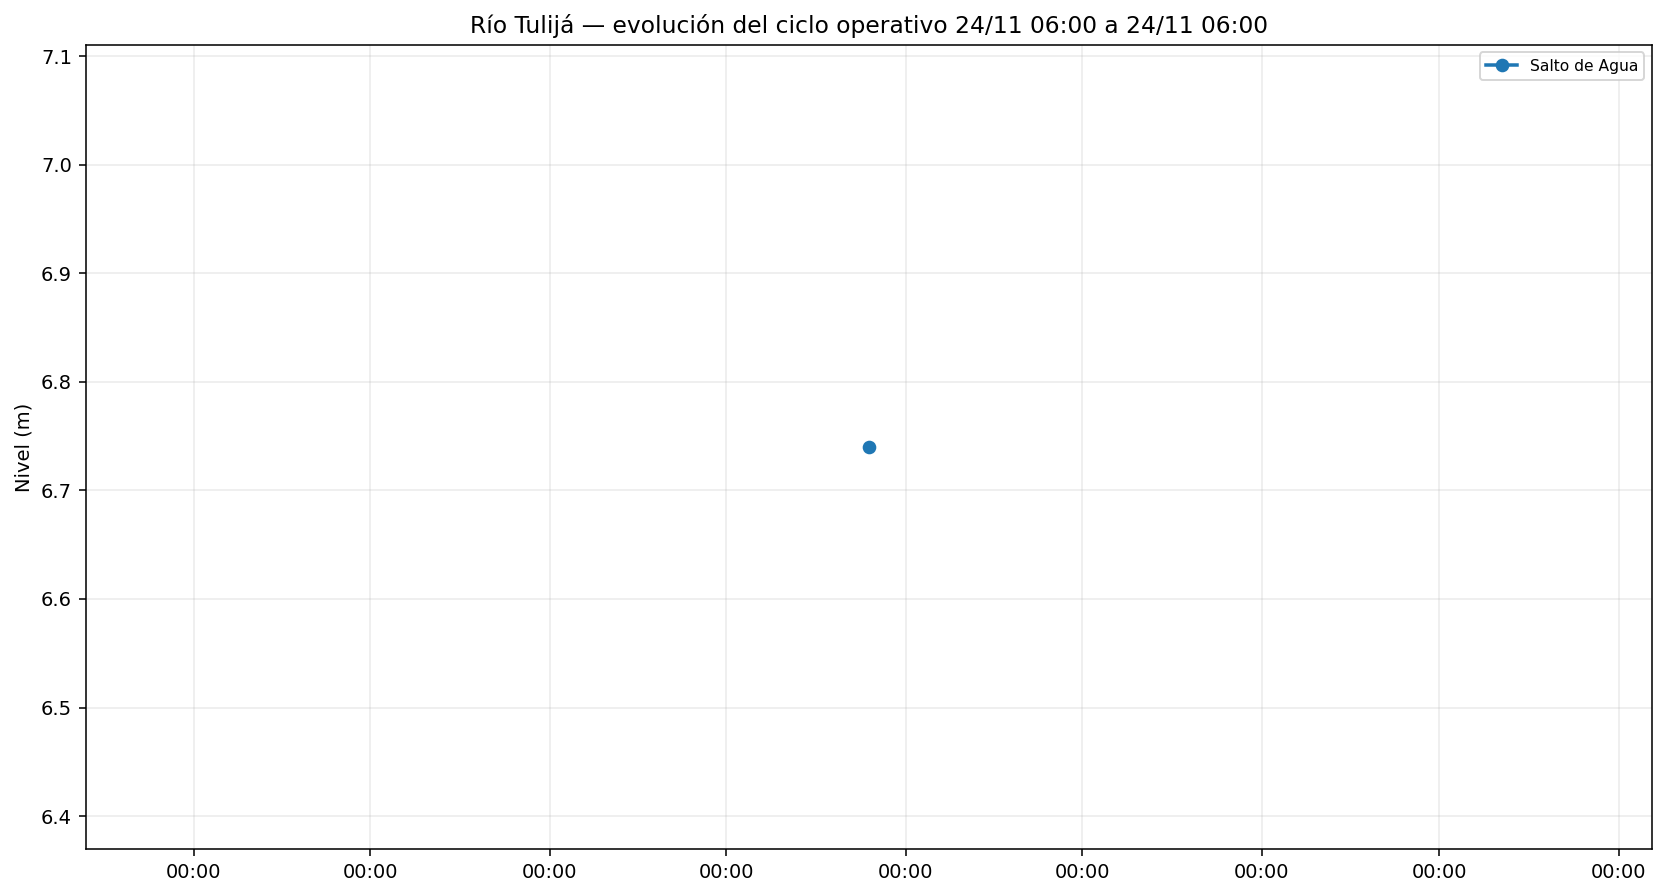 Río Tulijá — evolución del ciclo operativo 24/11 06:00 a 24/11 06:00
Salto de Agua
Nivel (m)
7.1
7.0
6.9
6.8
6.7
6.6
6.5
6.4
00:00 00:00 00:00 00:00 00:00 00:00 00:00 00:00 00:00